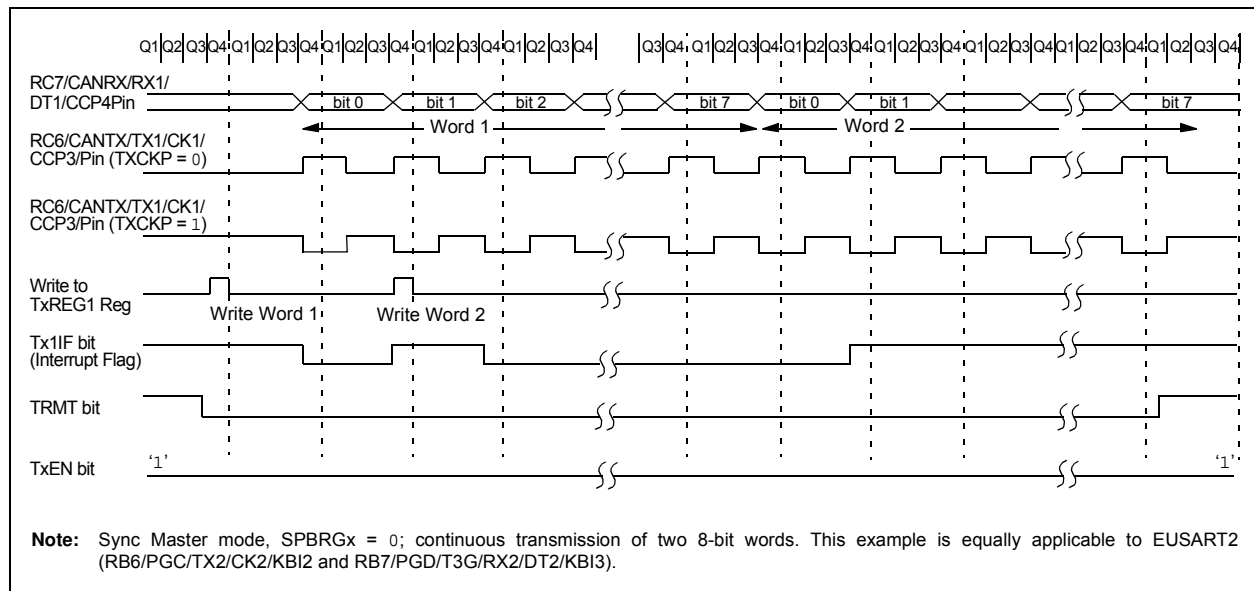 Q1 Q2 Q3 Q4 Q1 Q2 Q3 Q4 Q1 Q2 Q3 Q4 Q1 Q2 Q3 Q4 Q1 Q2 Q3 Q4 Q3 Q4 Q1 Q2 Q3 Q4 Q1 Q2 Q3 Q4 Q1 Q2 Q3 Q4 Q1 Q2 Q3 Q4 Q1 Q2 Q3 Q4 Q1 Q2 Q3 Q4
RC7/CANRX/RX1/
DT1/CCP4Pin
bit 0 bit 1 bit 2 bit 7 bit 0 bit 1 bit 7
Word 1 Word 2
RC6/CANTX/TX1/CK1/
CCP3/Pin (TXCKP = 0)
RC6/CANTX/TX1/CK1/
CCP3/Pin (TXCKP = 1)
Write to
TxREG1 Reg
Write Word 1 Write Word 2
Tx1IF bit
(Interrupt Flag)
TRMT bit
‘1’ ‘1’
TxEN bit
Note: Sync Master mode, SPBRGx = 0; continuous transmission of two 8-bit words. This example is equally applicable to EUSART2
(RB6/PGC/TX2/CK2/KBI2 and RB7/PGD/T3G/RX2/DT2/KBI3).